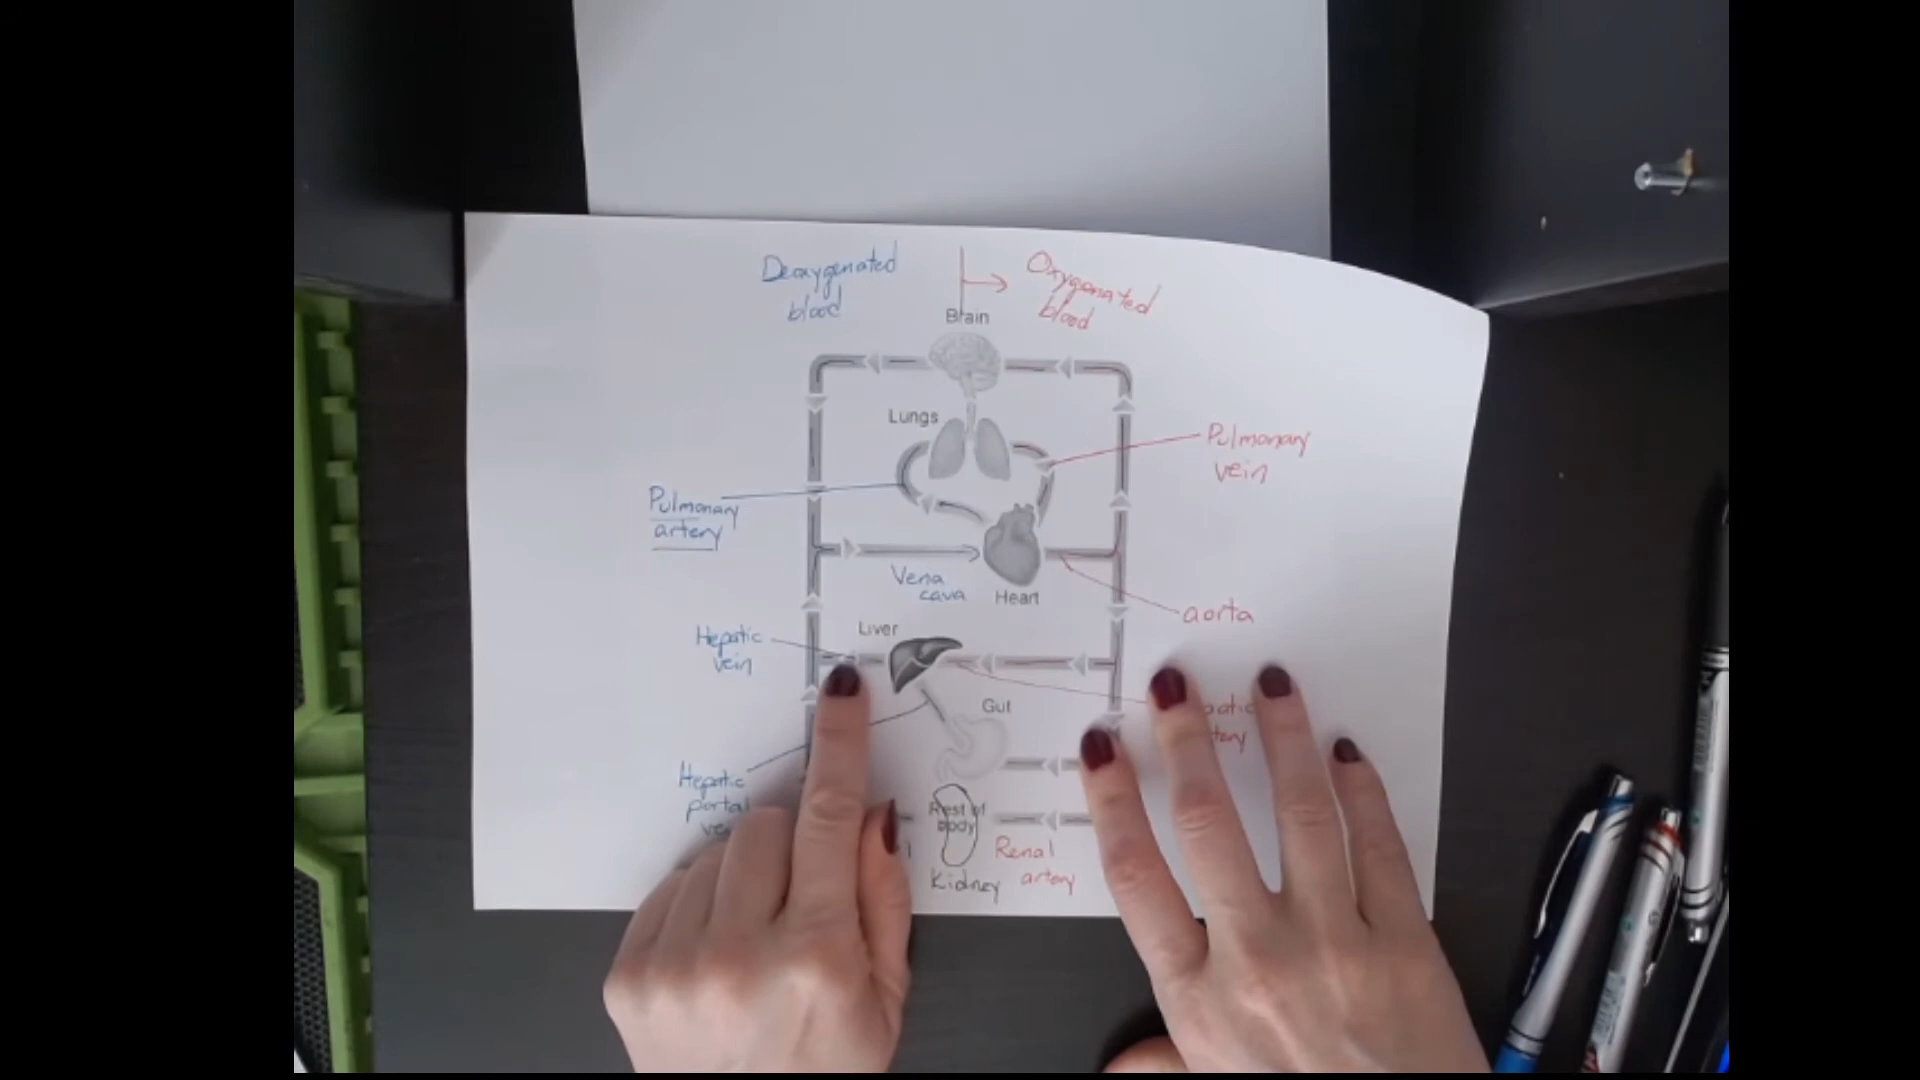 Deoxygenated
blood
Oxygenated
blood
Brain
Lungs
Pulmonary
vein
Pulmonary
artery
Vena
cava
Heart
aorta
Liver
Hepatic
vein
Gut
Hepatic
portal
Rest of
body
Renal
artery
Kidney